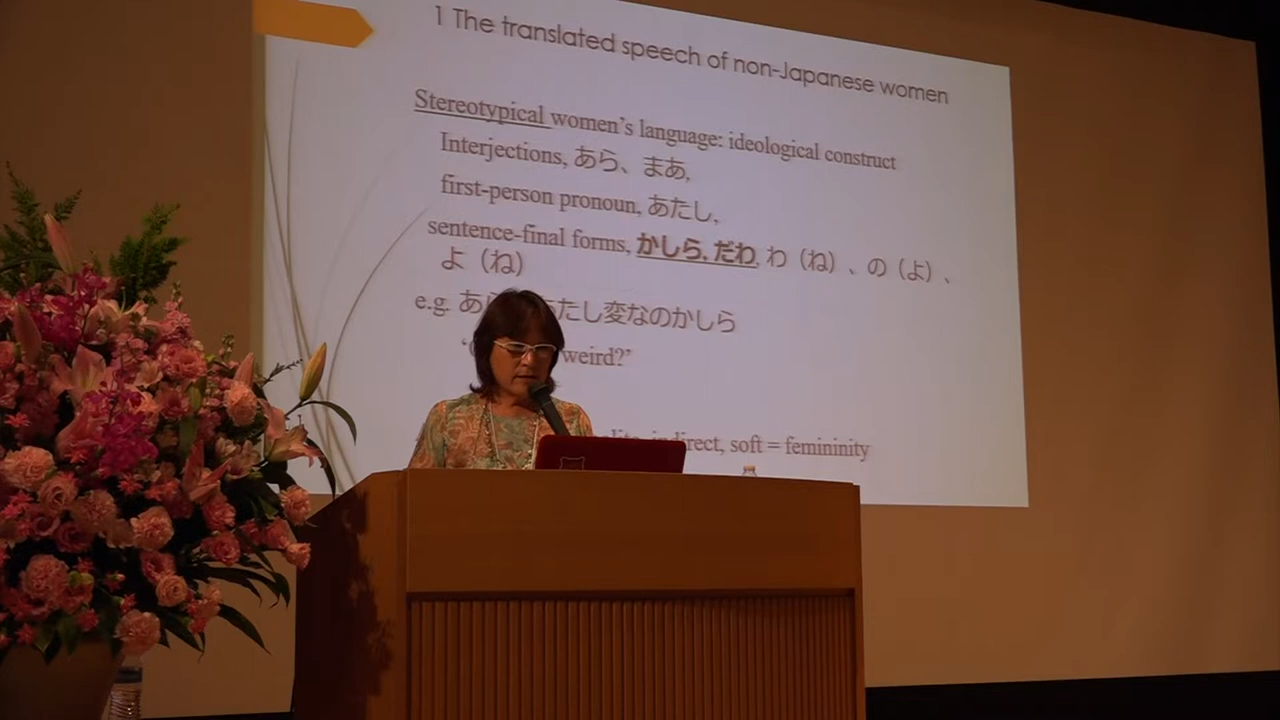 1 The translated speech of non-Japanese women
Stereotypical women's language: ideological construct
Interjections, あら、まあ,
first-person pronoun, あたし,
sentence-final forms, かしら, だわ, わ（ね）、の（よ）、
よ（ね）
e.g. あ たし変なのかしら
weird?'
indirect, soft = femininity